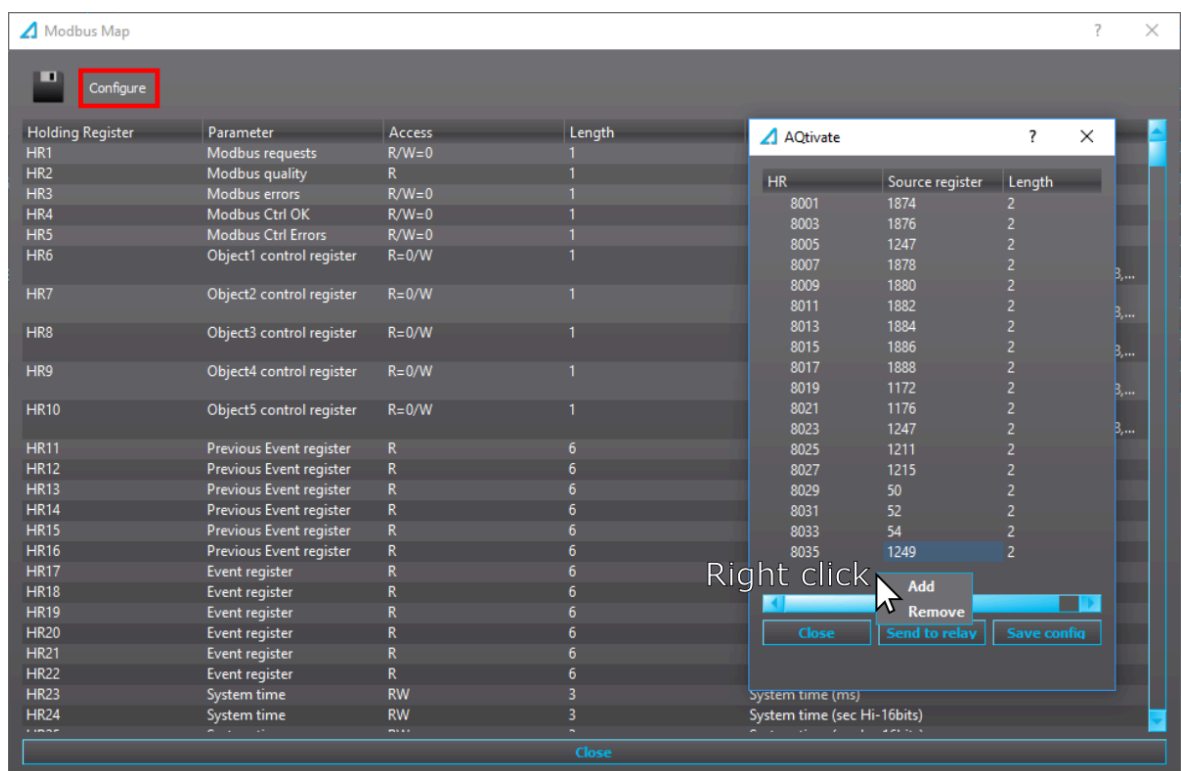 Modbus Map ?
Configure
Holding Register Parameter Access Length
HR1 Modbus requests R/W=0 1
HR2 Modbus quality R 1
HR3 Modbus errors R/W=0 1
HR4 Modbus Ctrl OK R/W=0 1
HR5 Modbus Ctrl Errors R/W=0 1
HR6 Object1 control register R=0/W 1
3,...
HR7 Object2 control register R=0/W 1
3,...
HR8 Object3 control register R=0/W 1
3,...
HR9 Object4 control register R=0/W 1
3,...
HR10 Object5 control register R=0/W 1
3,...
HR11 Previous Event register R 6
HR12 Previous Event register R 6
HR13 Previous Event register R 6
HR14 Previous Event register R 6
HR15 Previous Event register R 6
HR16 Previous Event register R 6
HR17 Event register R 6
HR18 Event register R 6
HR19 Event register R 6
HR20 Event register R 6
HR21 Event register R 6
HR22 Event register R 6
HR23 System time RW 3 System time (ms)
HR24 System time RW 3 System time (sec Hi-16bits)
Close
AQtivate ?
HR Source register Length
8001 1874 2
8003 1876 2
8005 1247 2
8007 1878 2
8009 1880 2
8011 1882 2
8013 1884 2
8015 1886 2
8017 1888 2
8019 1172 2
8021 1176 2
8023 1247 2
8025 1211 2
8027 1215 2
8029 50 2
8031 52 2
8033 54 2
8035 1249 2
Right click
Add
Remove
Close Send to relay Save config